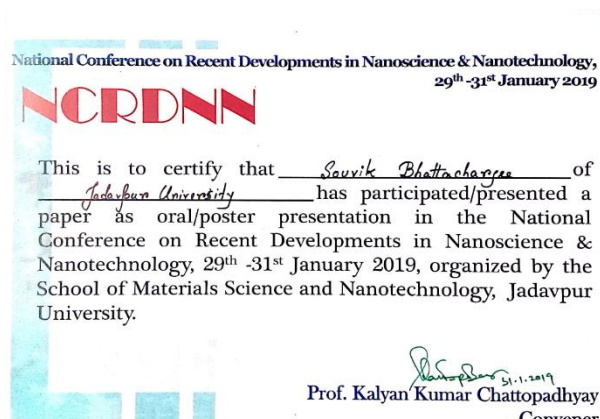 National Conference on Recent Developments in Nanoscience & Nanotechnology,
29th -31st January 2019
NCRDNN
This is to certify that Souvik Bhattacharjee of
Jadavpur University has participated/presented a
paper as oral/poster presentation in the National
Conference on Recent Developments in Nanoscience &
Nanotechnology, 29th -31st January 2019, organized by the
School of Materials Science and Nanotechnology, Jadavpur
University.
31-1-2019
Prof. Kalyan Kumar Chattopadhyay
Convener